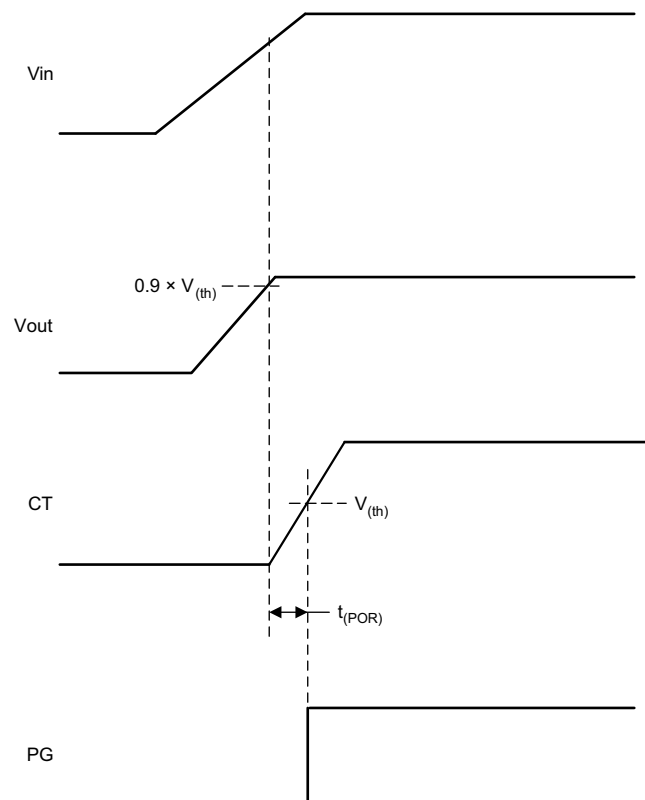 Vin
0.9 × V(th)
Vout
CT
V(th)
t(POR)
PG